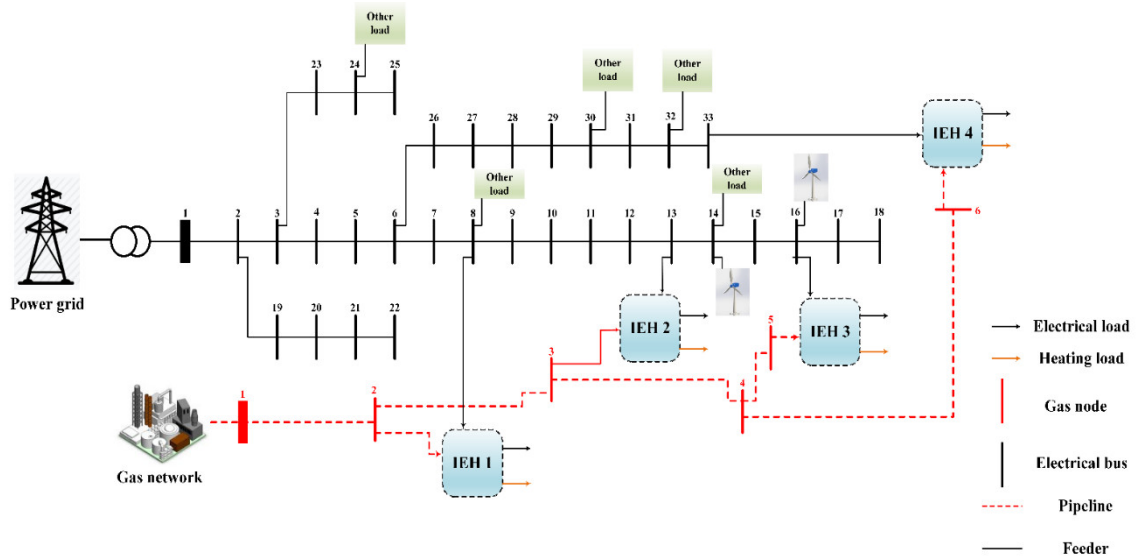 Other
load
23
24
25
Other
load
Other
load
26
27
28
29
30
31
32
33
IEH 4
Other
load
Other
load
1
2
3
4
5
6
7
8
9
10
11
12
13
14
15
16
17
18
6
Power grid
19
20
21
22
IEH 2
IEH 3
5
3
4
1
2
Gas network
IEH 1
Electrical load
Heating load
Gas node
Electrical bus
Pipeline
Feeder